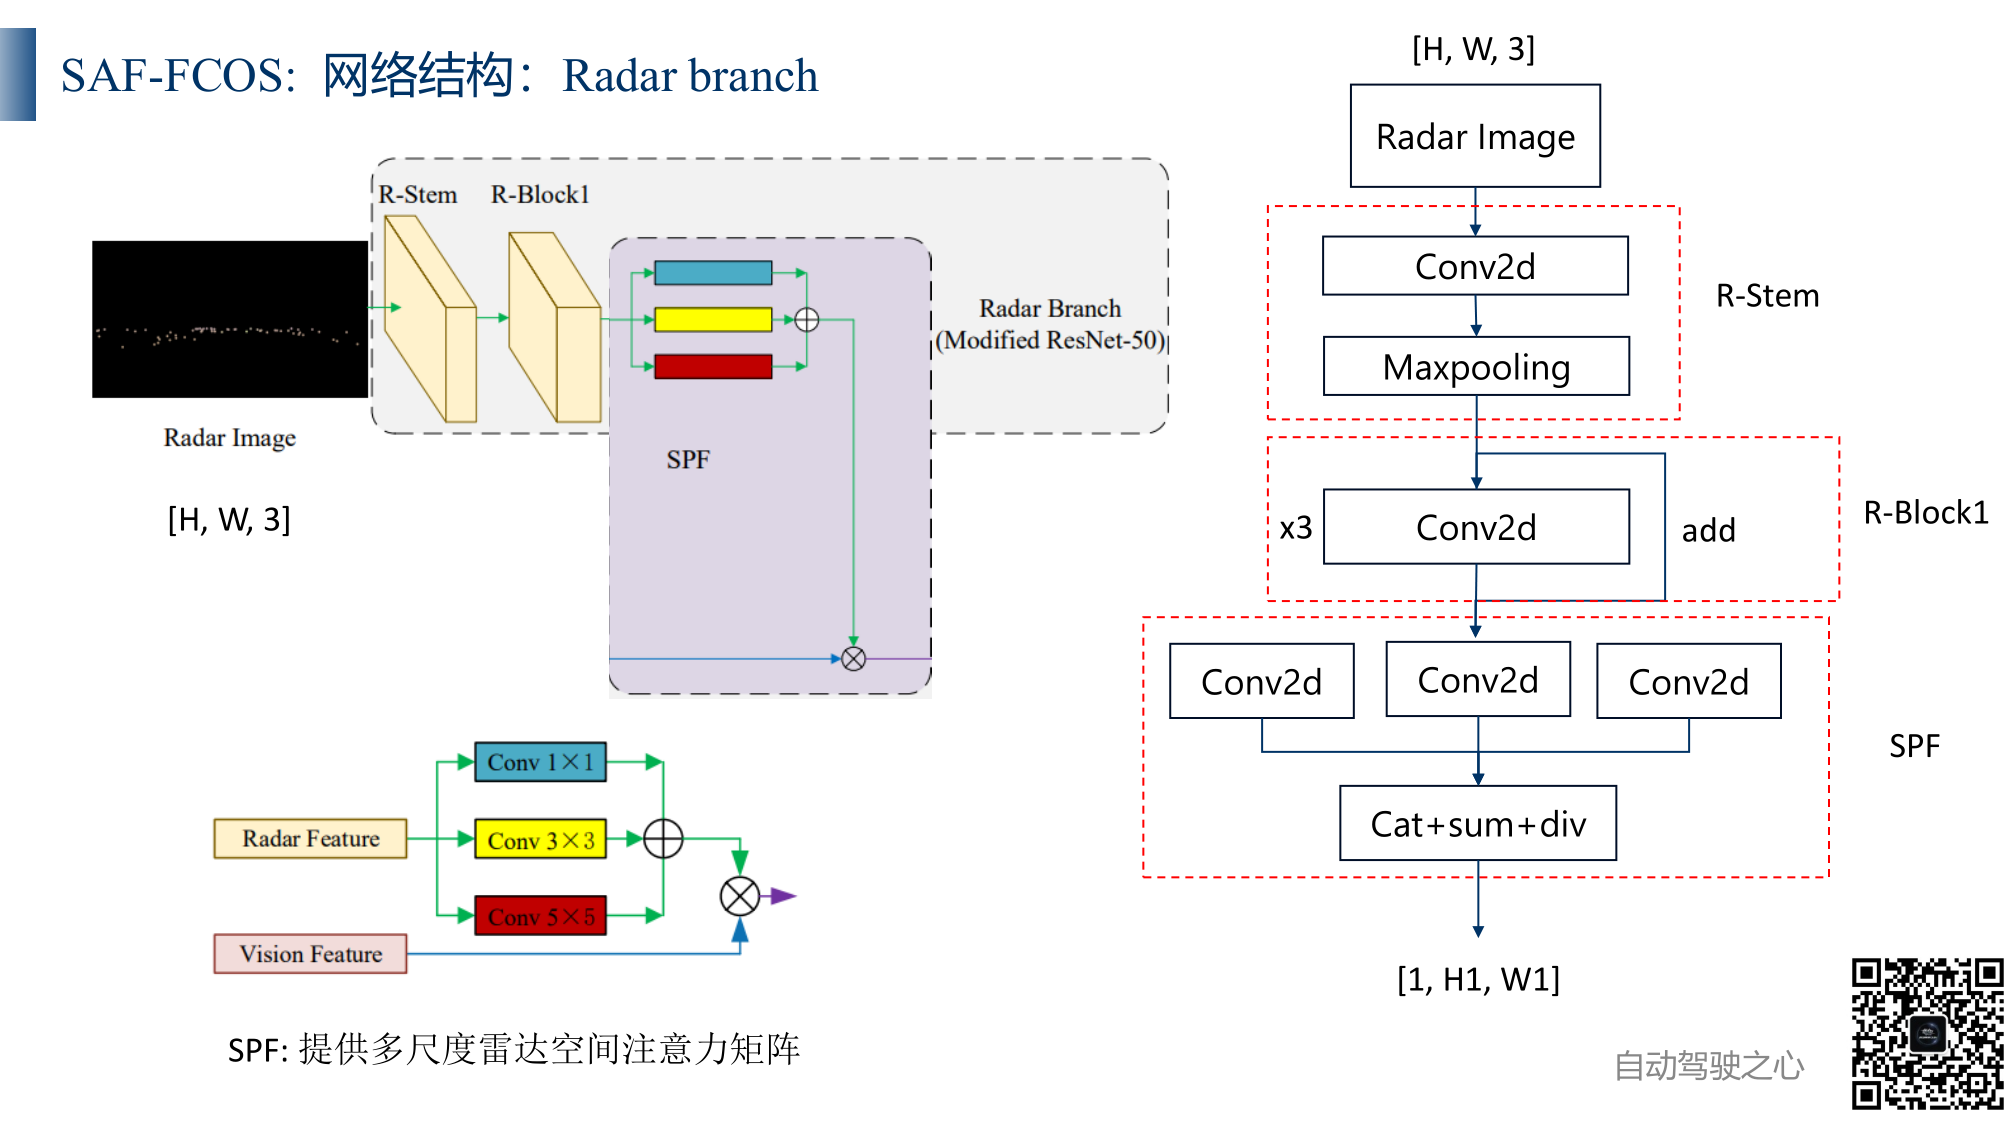 SAF-FCOS: 网络结构：Radar branch
R-Stem
R-Block1
Radar Branch
(Modified ResNet-50)
SPF
Radar Image
[H, W, 3]
Radar Feature
Conv 1×1
Conv 3×3
Conv 5×5
Vision Feature
SPF: 提供多尺度雷达空间注意力矩阵
[H, W, 3]
Radar Image
Conv2d
Maxpooling
R-Stem
x3
Conv2d
add
R-Block1
Conv2d
Conv2d
Conv2d
Cat+sum+div
SPF
[1, H1, W1]
自动驾驶之心